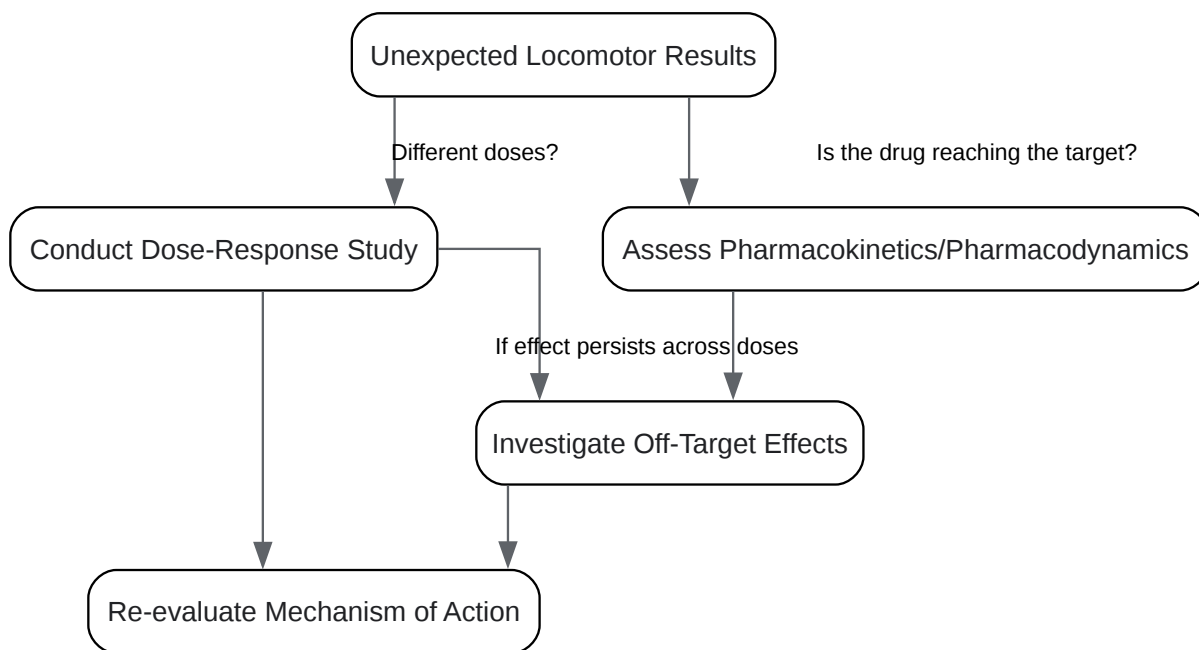 Unexpected Locomotor Results
Different doses?
Is the drug reaching the target?
Conduct Dose-Response Study
Assess Pharmacokinetics/Pharmacodynamics
If effect persists across doses
Investigate Off-Target Effects
Re-evaluate Mechanism of Action